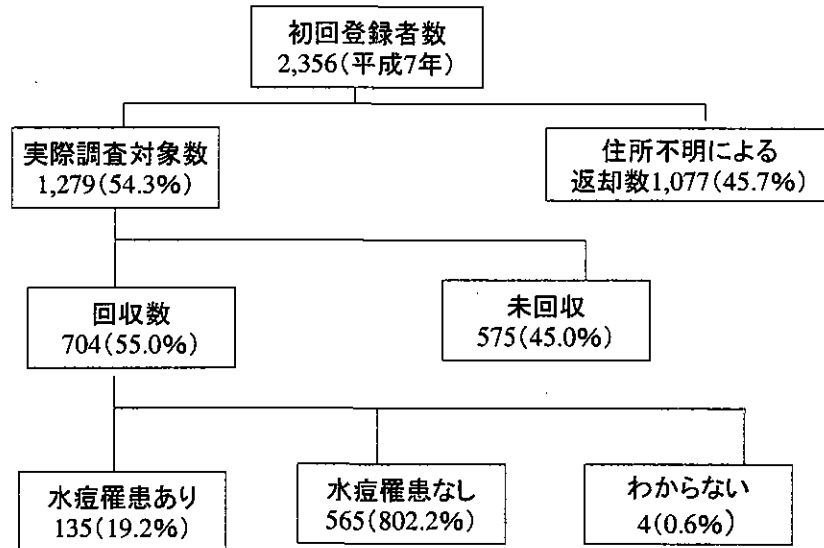 初回登録者数
2,356(平成7年)
実際調査対象数
1,279(54.3%)
住所不明による
返却数1,077(45.7%)
回収数
704(55.0%)
未回収
575(45.0%)
水痘罹患あり
135(19.2%)
水痘罹患なし
565(802.2%)
わからない
4(0.6%)